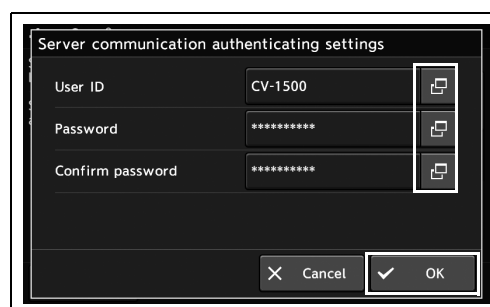 Server communication authenticating settings
User ID CV-1500
Password **********
Confirm password **********
Cancel OK